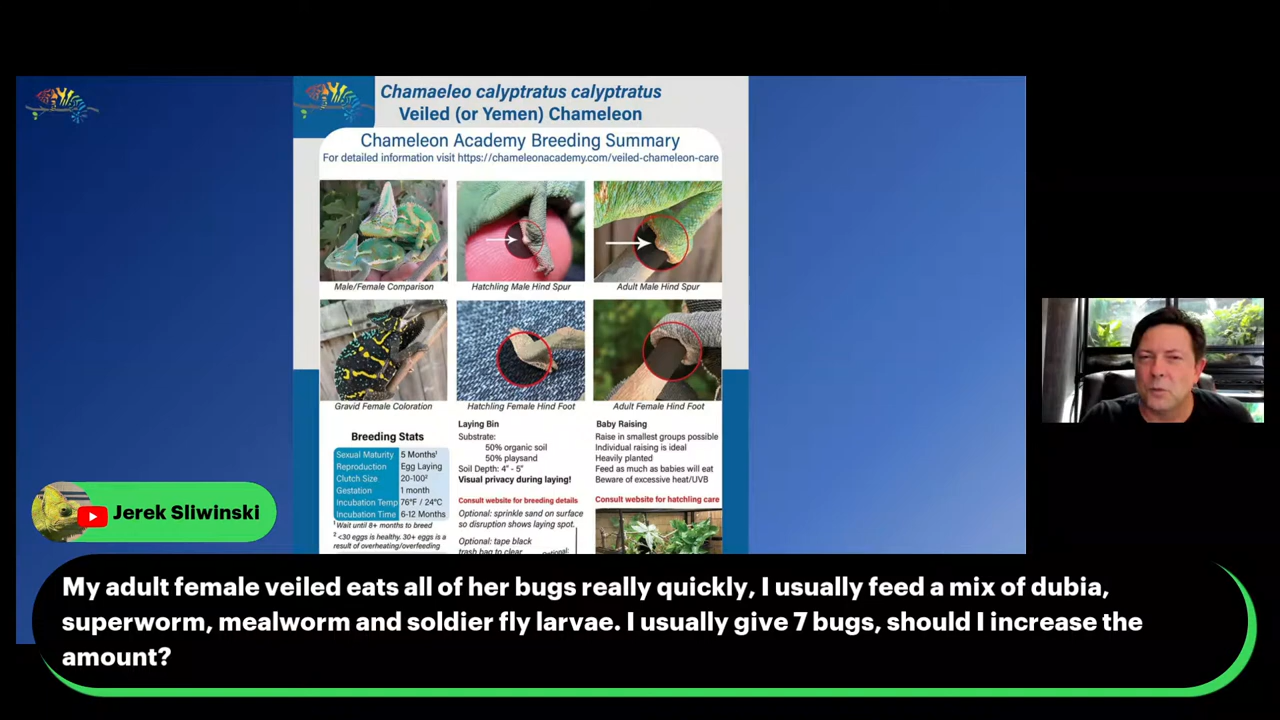 Chamaeleo calyptratus calyptratus
Veiled (or Yemen) Chameleon
Chameleon Academy Breeding Summary
For detailed information visit https://chameleonacademy.com/veiled-chameleon-care
Male/Female Comparison
Hatchling Male Hind Spur
Adult Male Hind Spur
Gravid Female Coloration
Hatchling Female Hind Foot
Adult Female Hind Foot
Breeding Stats
Sexual Maturity 5 Months¹
Reproduction Egg Laying
Clutch Size 20-100²
Gestation 1 month
Incubation Temp 76°F / 24°C
Incubation Time 6-12 Months
¹ Wait until 8+ months to breed
² <30 eggs is healthy. 30+ eggs is a
result of overheating/overfeeding
Laying Bin
Substrate:
50% organic soil
50% playsand
Soil Depth: 4" - 5"
Visual privacy during laying!
Consult website for breeding details
Optional: sprinkle sand on surface
so disruption shows laying spot.
Optional: tape black
trash bag to clear
Optional:
Baby Raising
Raise in smallest groups possible
Individual raising is ideal
Heavily planted
Feed as much as babies will eat
Beware of excessive heat/UVB
Consult website for hatchling care
Jerek Sliwinski
My adult female veiled eats all of her bugs really quickly, I usually feed a mix of dubia,
superworm, mealworm and soldier fly larvae. I usually give 7 bugs, should I increase the
amount?